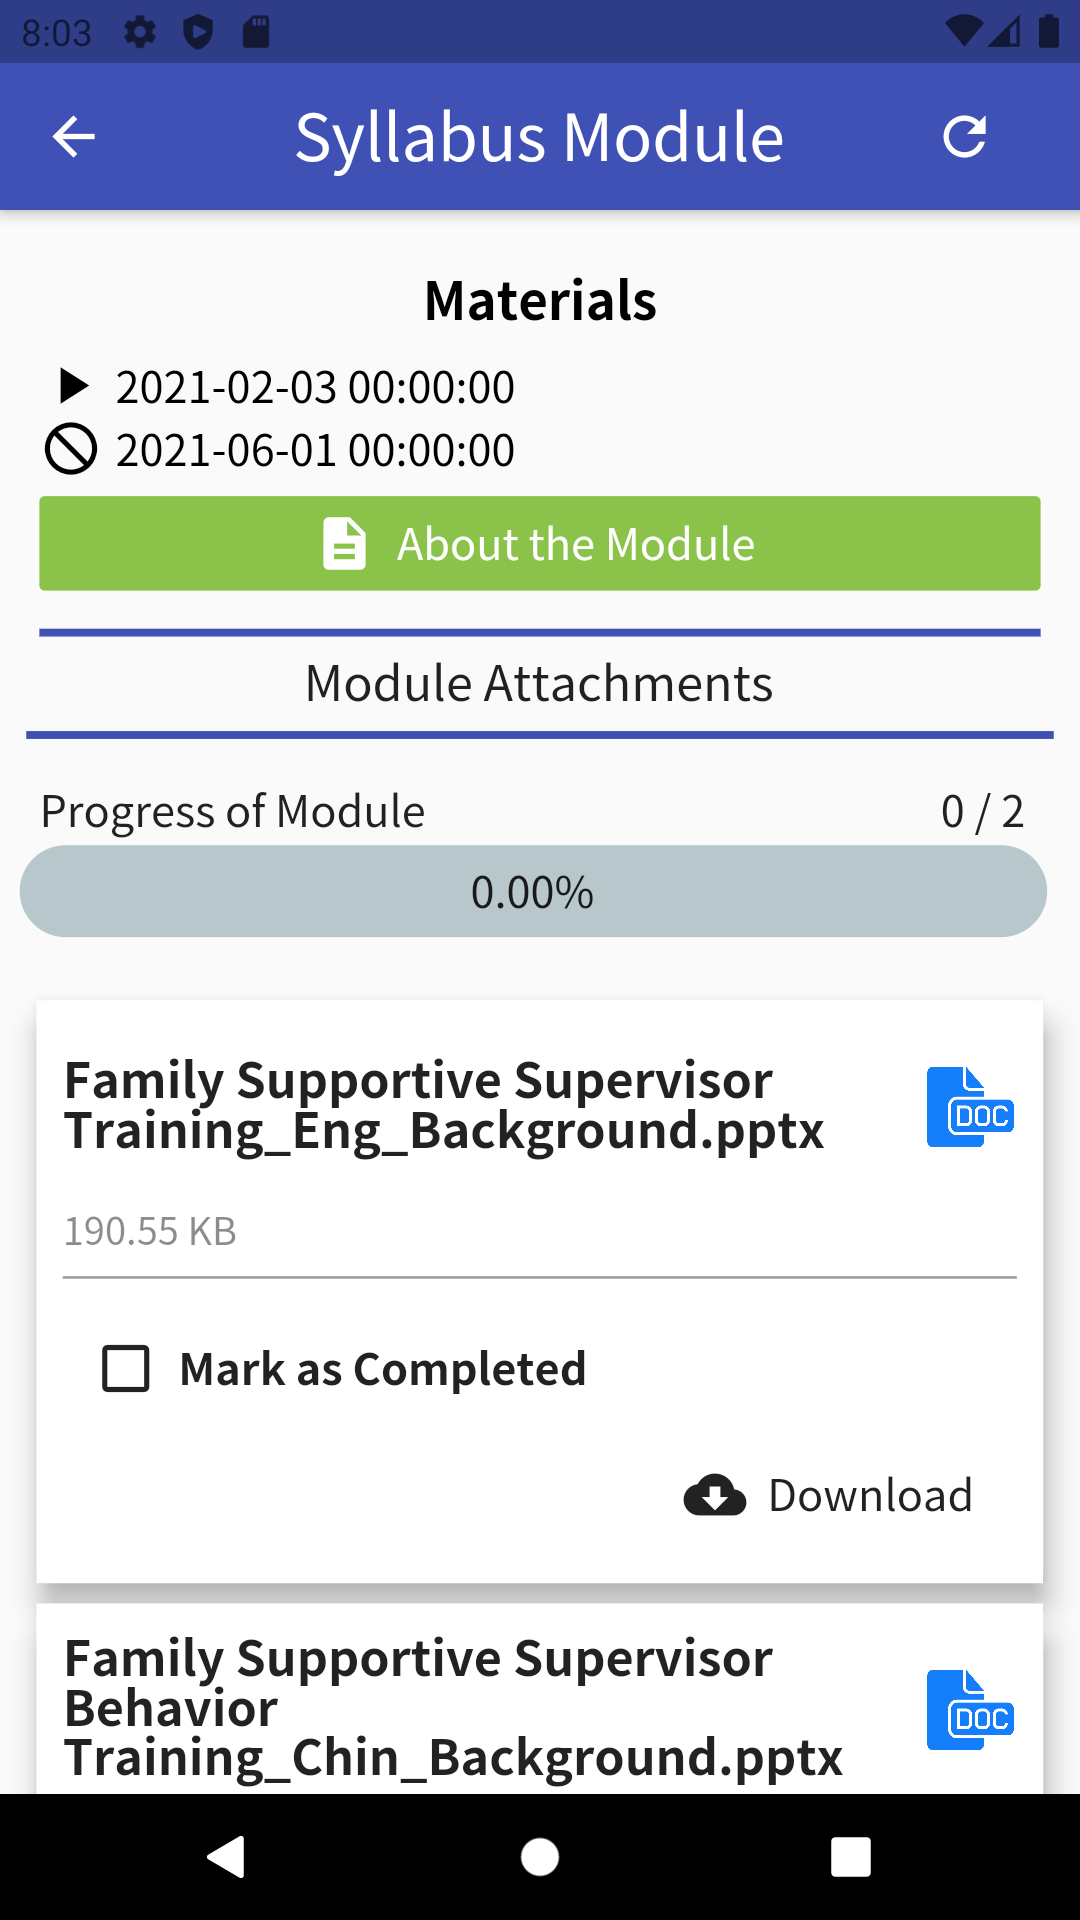 8:03
Syllabus Module
Materials
2021-02-03 00:00:00
2021-06-01 00:00:00
About the Module
Module Attachments
Progress of Module
0 / 2
0.00%
Family Supportive Supervisor
Training_Eng_Background.pptx
DOC
190.55 KB
Mark as Completed
Download
Family Supportive Supervisor
Behavior
Training_Chin_Background.pptx
DOC